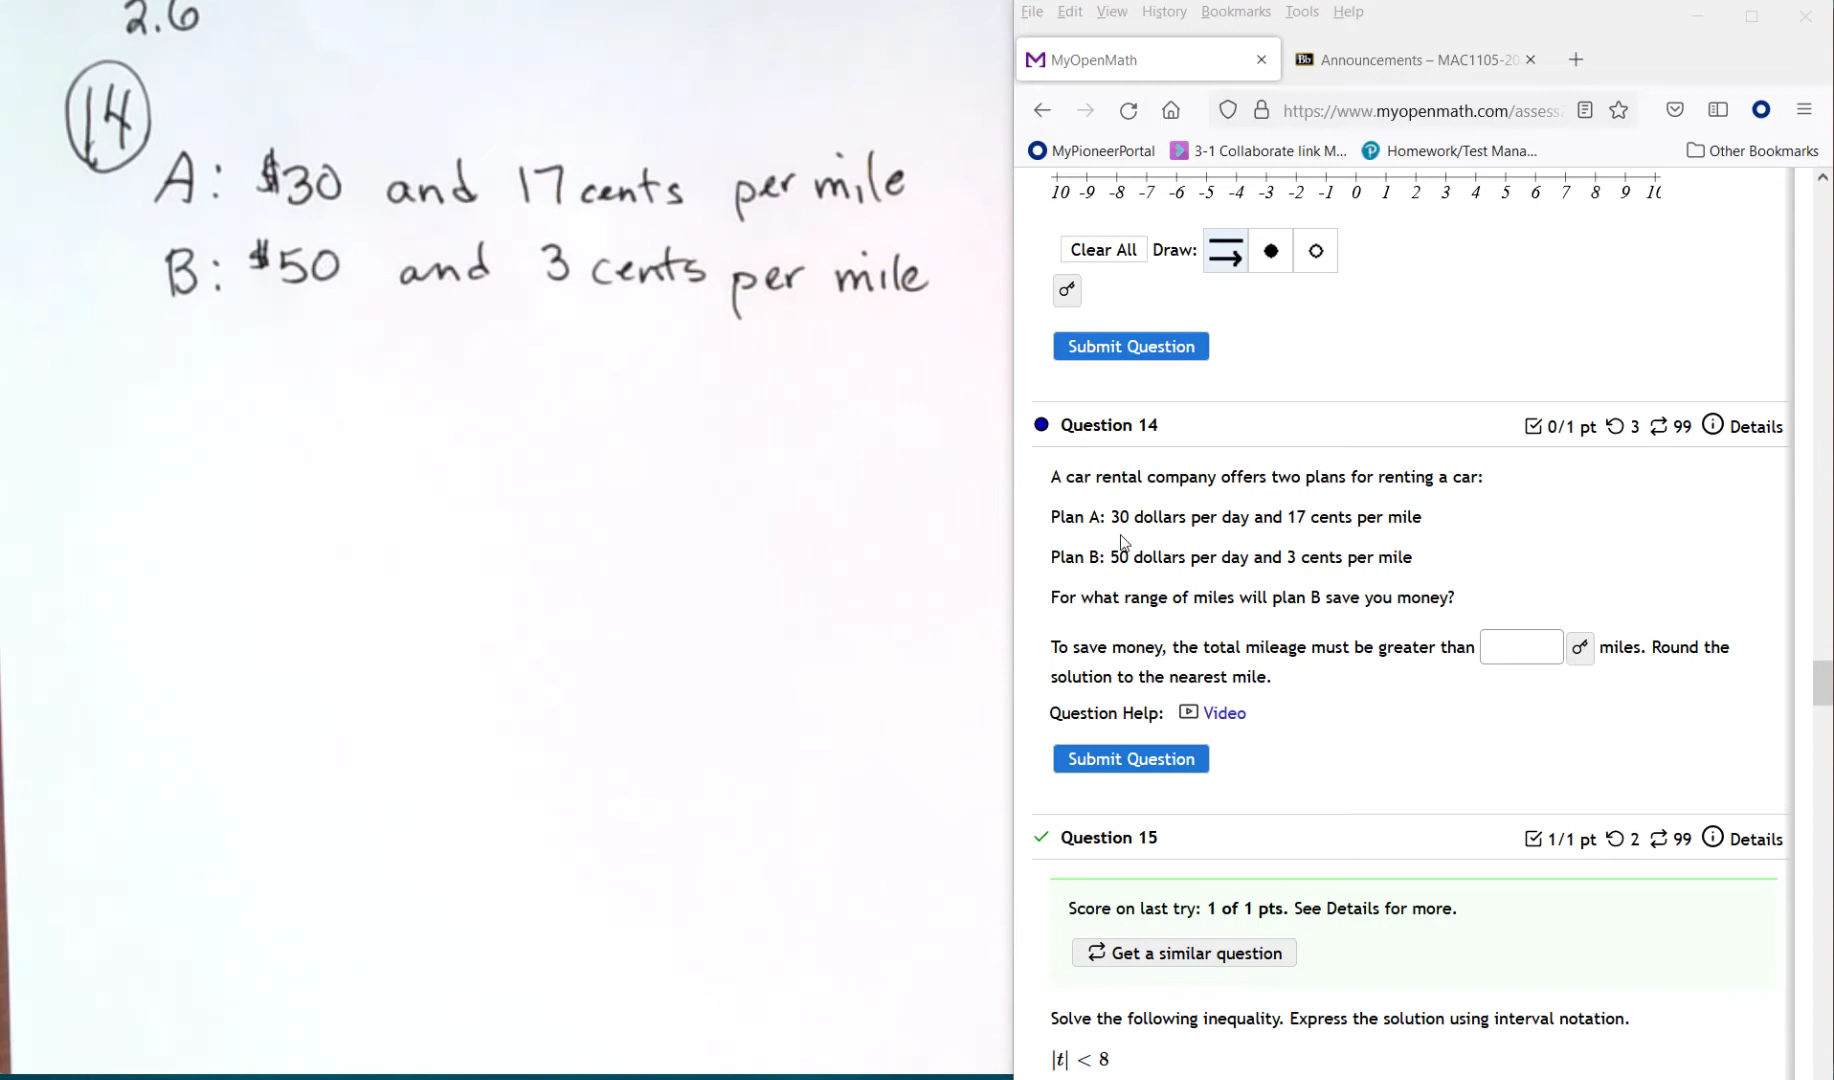 2.6
14
A: $30 and 17 cents per mile
B: $50 and 3 cents per mile
File Edit View History Bookmarks Tools Help
MyOpenMath
Bb Announcements – MAC1105-20
https://www.myopenmath.com/assess
MyPioneerPortal 3-1 Collaborate link M... Homework/Test Mana... Other Bookmarks
10 -9 -8 -7 -6 -5 -4 -3 -2 -1 0 1 2 3 4 5 6 7 8 9 10
Clear All Draw:
Submit Question
Question 14 0/1 pt 3 99 Details
A car rental company offers two plans for renting a car:
Plan A: 30 dollars per day and 17 cents per mile
Plan B: 50 dollars per day and 3 cents per mile
For what range of miles will plan B save you money?
To save money, the total mileage must be greater than miles. Round the
solution to the nearest mile.
Question Help: Video
Submit Question
Question 15 1/1 pt 2 99 Details
Score on last try: 1 of 1 pts. See Details for more.
Get a similar question
Solve the following inequality. Express the solution using interval notation.
|t| < 8